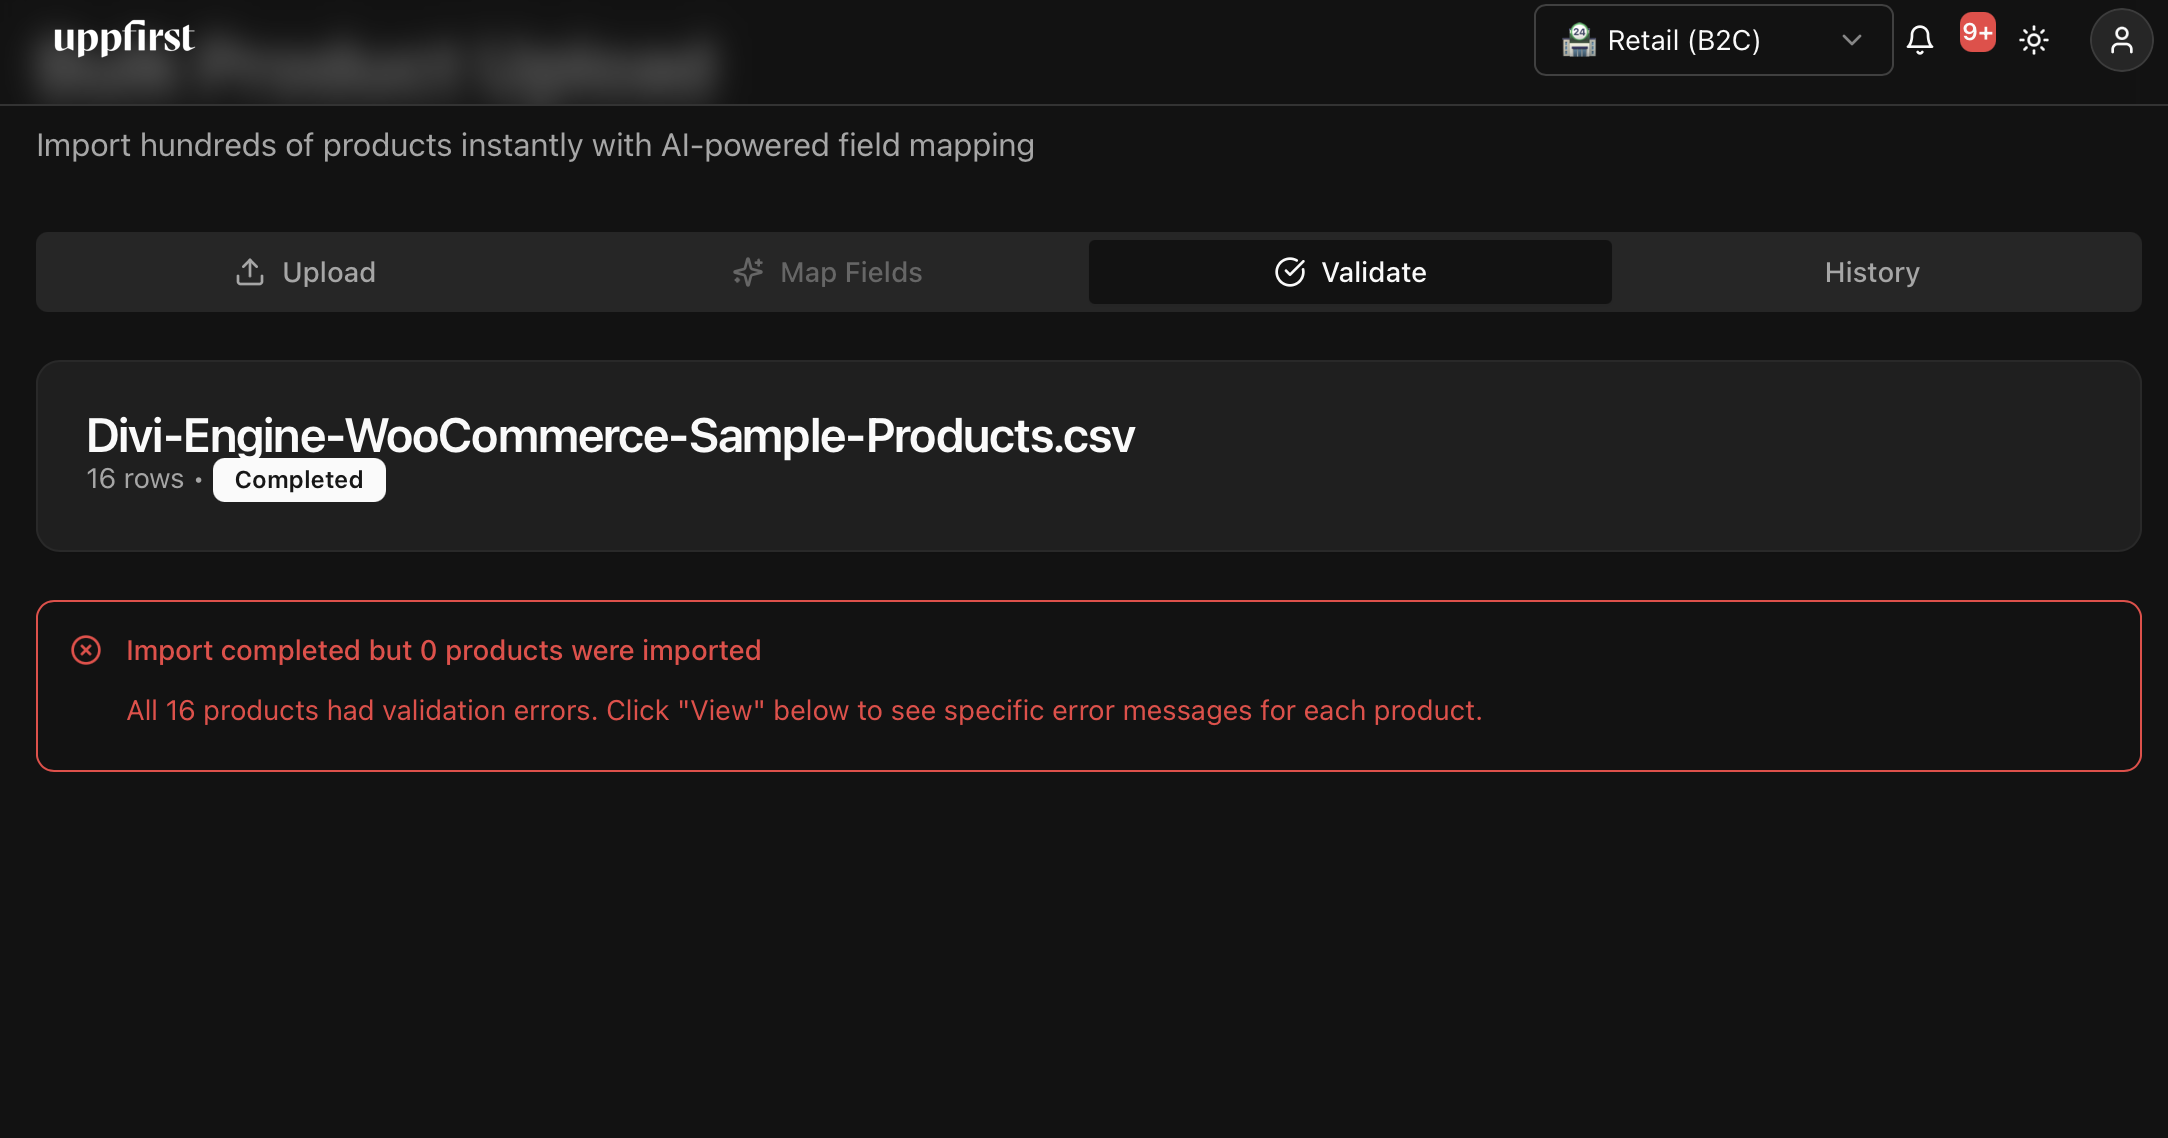 uppfirst
Retail (B2C)
9+
Product Upload
Import hundreds of products instantly with AI-powered field mapping
Upload
Map Fields
Validate
History
Divi-Engine-WooCommerce-Sample-Products.csv
16 rows • Completed
Import completed but 0 products were imported
All 16 products had validation errors. Click "View" below to see specific error messages for each product.